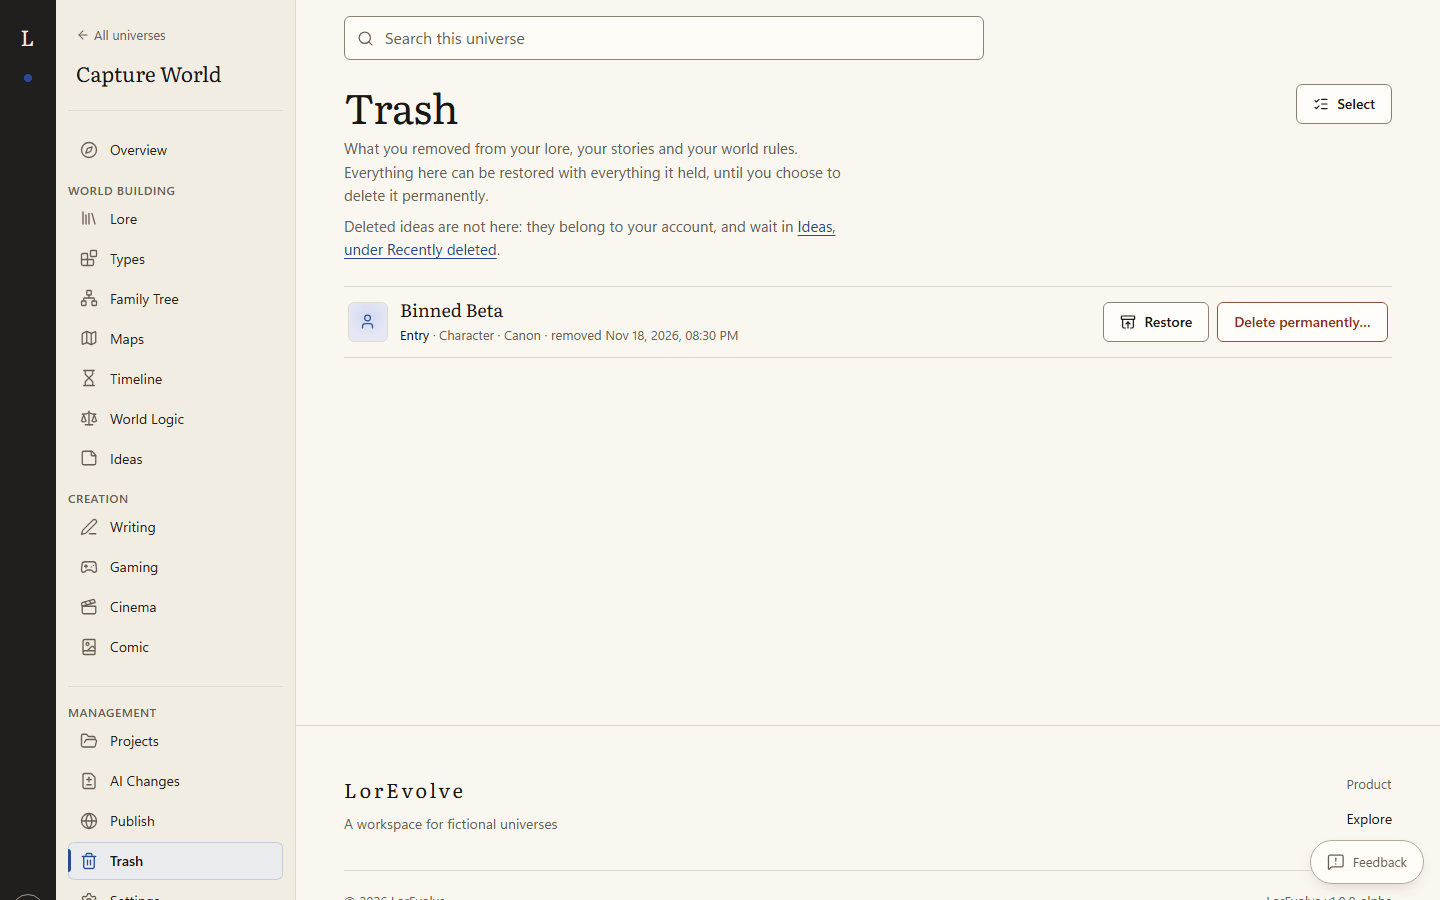 L
All universes
Capture World
Overview
WORLD BUILDING
Lore
Types
Family Tree
Maps
Timeline
World Logic
Ideas
CREATION
Writing
Gaming
Cinema
Comic
MANAGEMENT
Projects
AI Changes
Publish
Trash
Settings
Search this universe
Trash
Select
What you removed from your lore, your stories and your world rules.
Everything here can be restored with everything it held, until you choose to
delete it permanently.
Deleted ideas are not here: they belong to your account, and wait in Ideas,
under Recently deleted.
Binned Beta
Entry · Character · Canon · removed Nov 18, 2026, 08:30 PM
Restore
Delete permanently...
LorEvolve
A workspace for fictional universes
Product
Explore
Feedback
© 2026 LorEvolve